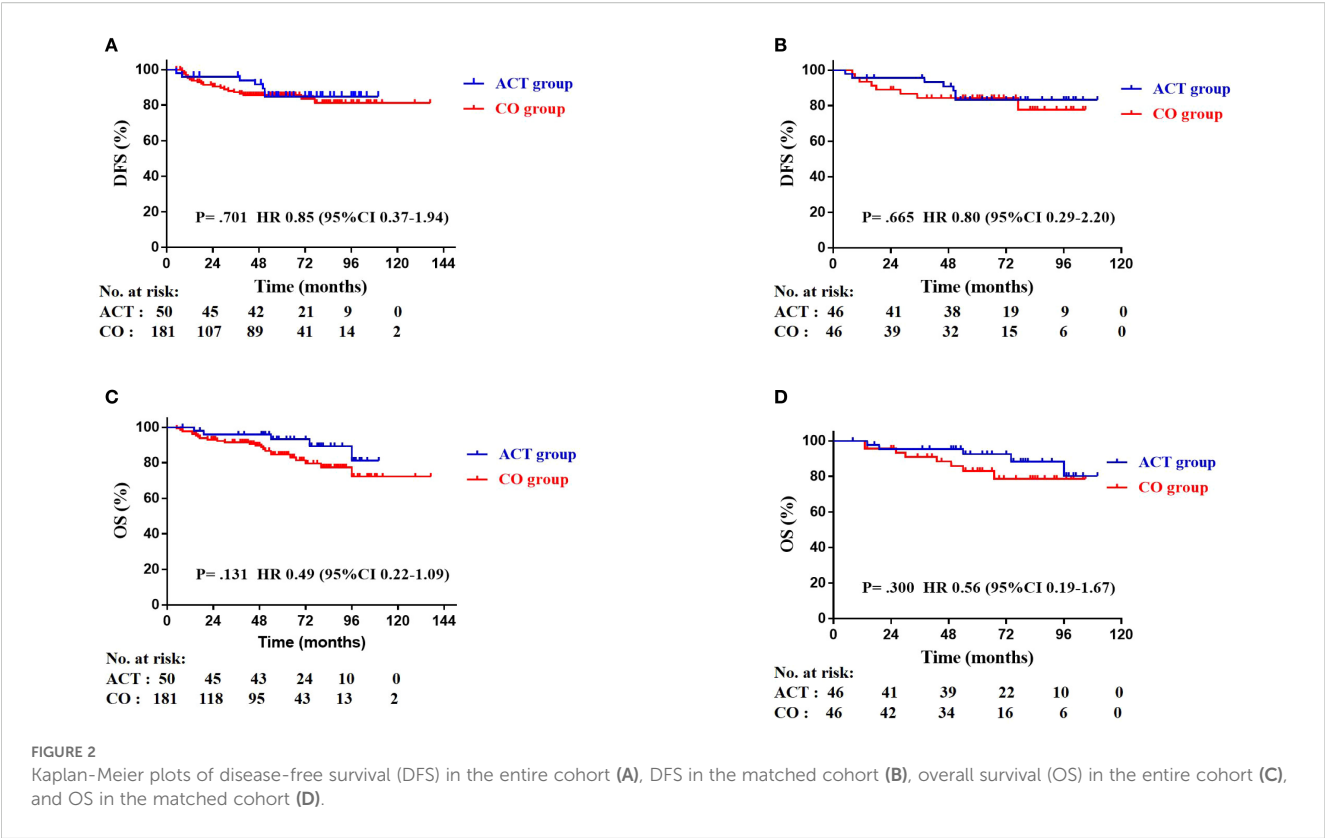 A
100
80
60
40
20
0
DFS (%)
ACT group
CO group
P= .701 HR 0.85 (95%CI 0.37-1.94)
0 24 48 72 96 120 144
Time (months)
No. at risk:
ACT : 50 45 42 21 9 0
CO : 181 107 89 41 14 2
B
100
80
60
40
20
0
DFS (%)
ACT group
CO group
P= .665 HR 0.80 (95%CI 0.29-2.20)
0 24 48 72 96 120
Time (months)
No. at risk:
ACT : 46 41 38 19 9 0
CO : 46 39 32 15 6 0
C
100
80
60
40
20
0
OS (%)
ACT group
CO group
P= .131 HR 0.49 (95%CI 0.22-1.09)
0 24 48 72 96 120 144
Time (months)
No. at risk:
ACT : 50 45 43 24 10 0
CO : 181 118 95 43 13 2
D
100
80
60
40
20
0
OS (%)
ACT group
CO group
P= .300 HR 0.56 (95%CI 0.19-1.67)
0 24 48 72 96 120
Time (months)
No. at risk:
ACT : 46 41 39 22 10 0
CO : 46 42 34 16 6 0
FIGURE 2
Kaplan-Meier plots of disease-free survival (DFS) in the entire cohort (A), DFS in the matched cohort (B), overall survival (OS) in the entire cohort (C),
and OS in the matched cohort (D).